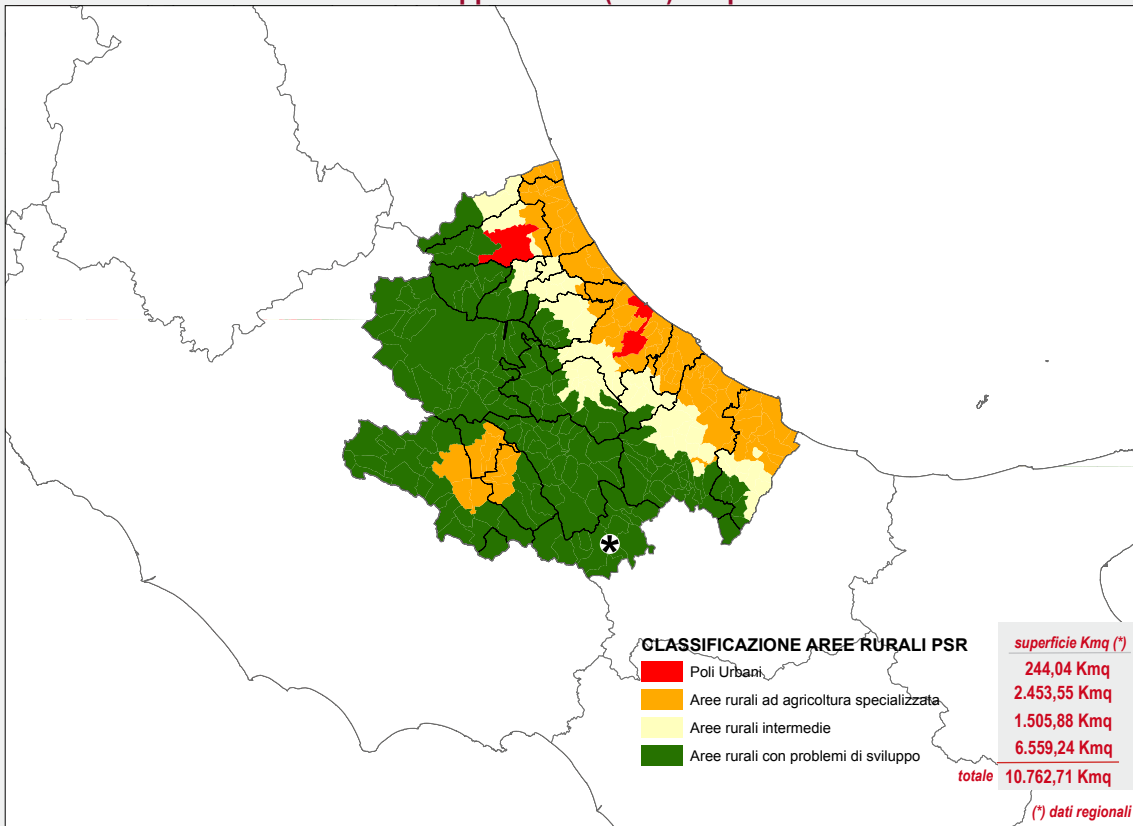 *
CLASSIFICAZIONE AREE RURALI PSR
superficie Kmq (*)
Poli Urbani
244,04 Kmq
Aree rurali ad agricoltura specializzata
2.453,55 Kmq
Aree rurali intermedie
1.505,88 Kmq
Aree rurali con problemi di sviluppo
6.559,24 Kmq
totale 10.762,71 Kmq
(*) dati regionali